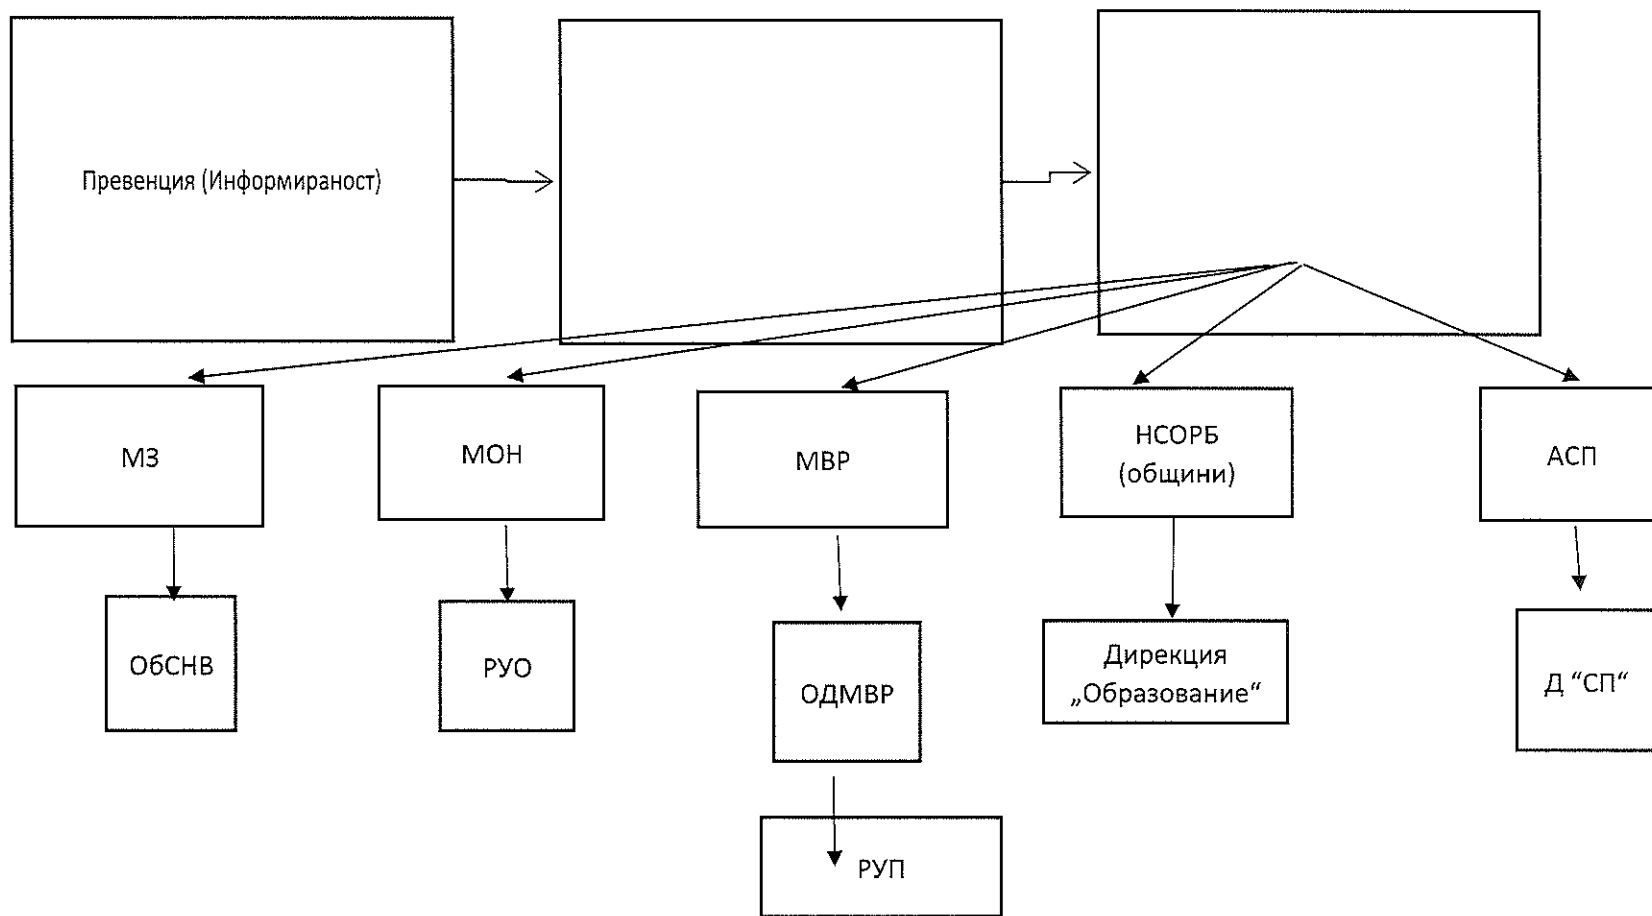 Превенция (Информираност)
МЗ
МОН
МВР
НСОРБ
(общини)
АСП
ОбСНВ
РУО
ОДМВР
Дирекция
„Образование“
Д “СП“
РУП